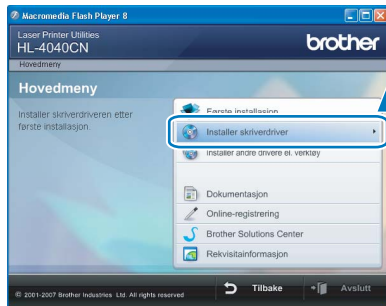 Macromedia Flash Player 8
Laser Printer Utilities
HL-4040CN
brother
Hovedmeny
Hovedmeny
Installer skriverdriveren etter
første installasjon.
Første installasjon
Installer skriverdriver
Installer andre drivere el. verktøy
Dokumentasjon
Online-registrering
Brother Solutions Center
Rekvisitainformasjon
© 2001-2007 Brother Industries Ltd. All rights reserved
Tilbake
Avslutt